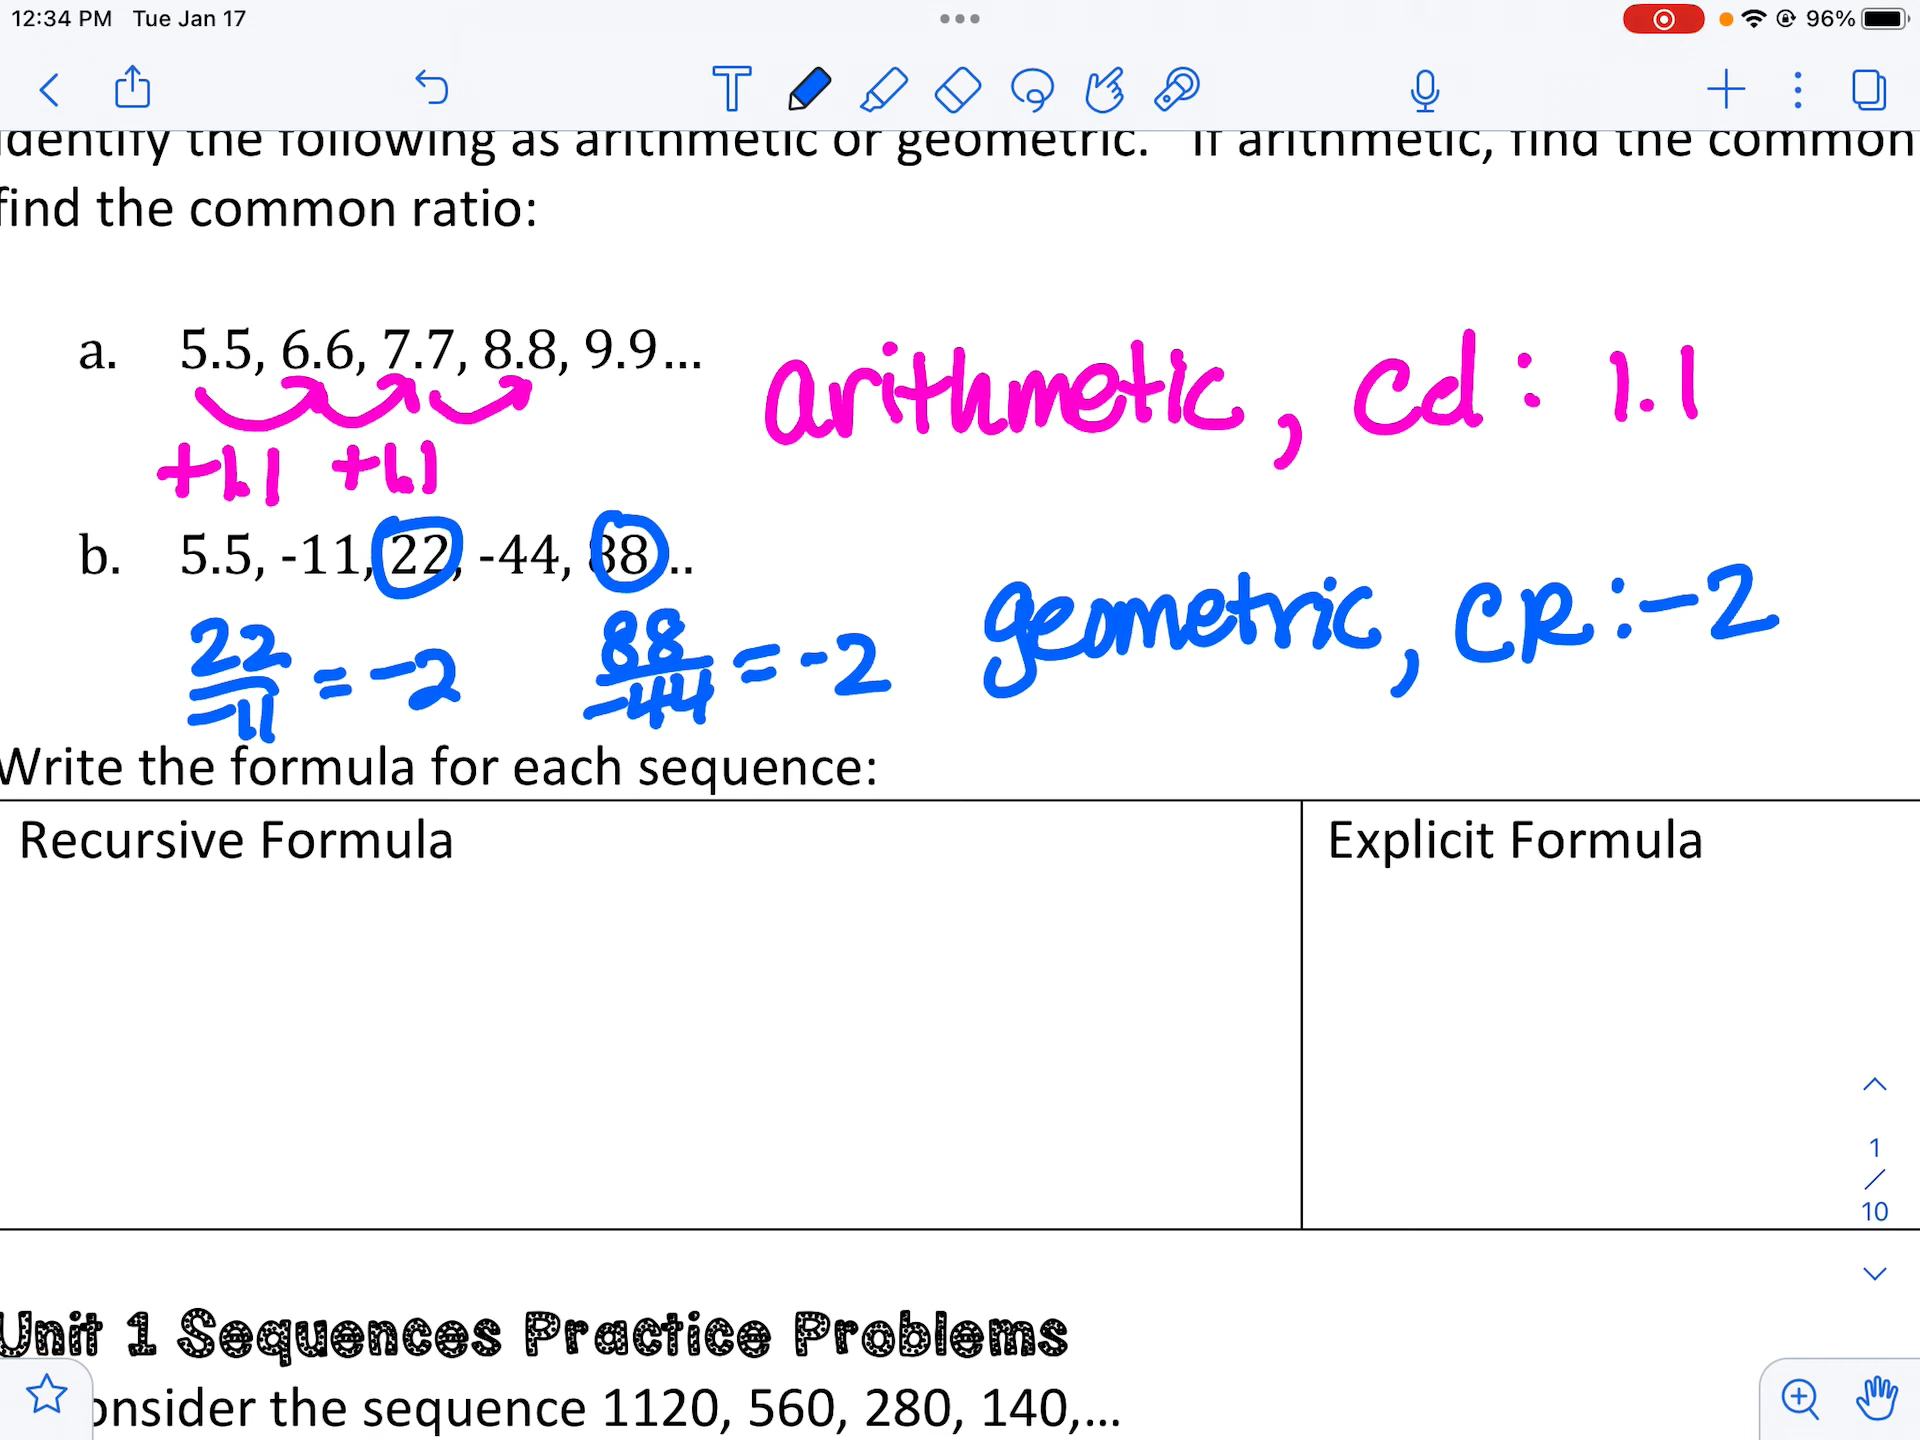 12:34 PM Tue Jan 17
96%
identify the following as arithmetic or geometric. If arithmetic, find the common
find the common ratio:
a. 5.5, 6.6, 7.7, 8.8, 9.9...
arithmetic, cd: 1.1
+1.1 +1.1
b. 5.5, -11, 22, -44, 88...
geometric, CR: -2
22/-11 = -2 88/-44 = -2
Write the formula for each sequence:
Recursive Formula
Explicit Formula
1
/
10
Unit 1 Sequences Practice Problems
onsider the sequence 1120, 560, 280, 140,...